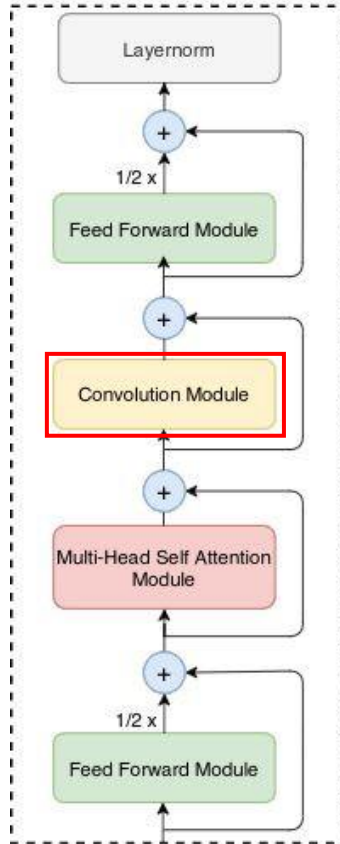 Layernorm
+
1/2 x
Feed Forward Module
+
Convolution Module
+
Multi-Head Self Attention
Module
+
1/2 x
Feed Forward Module